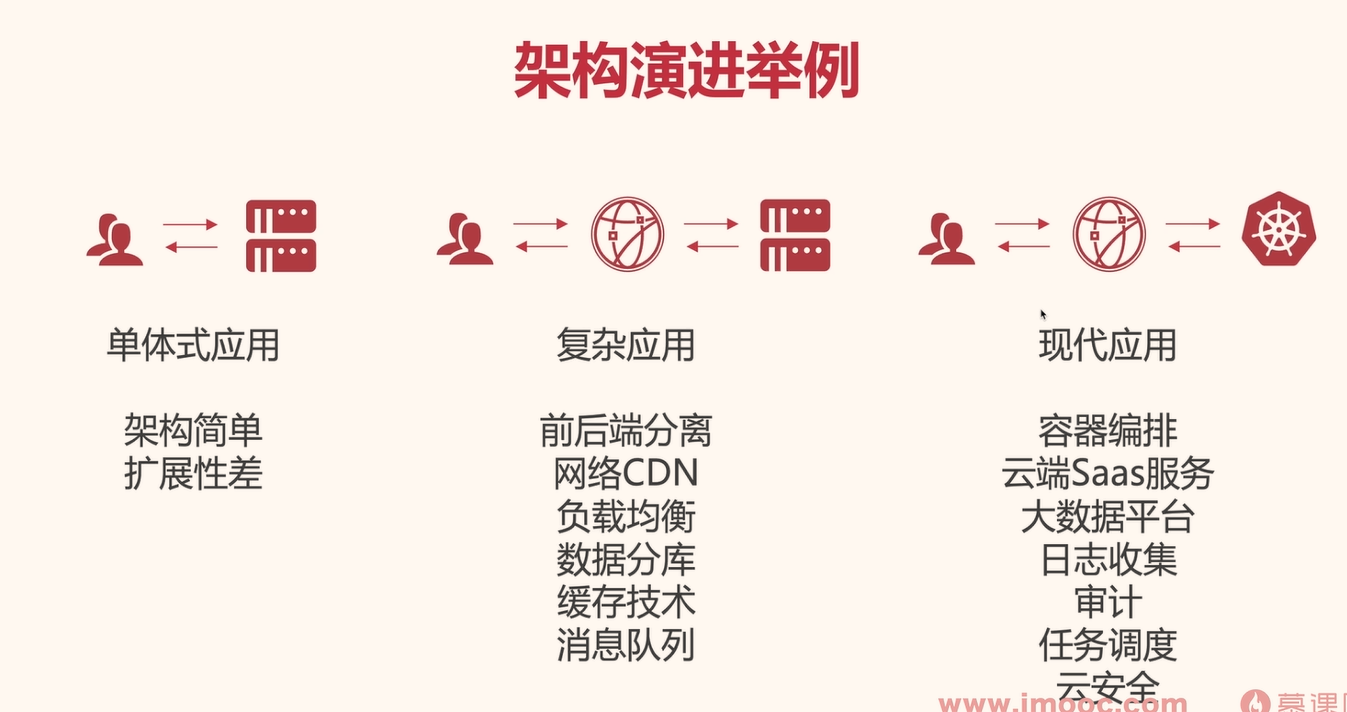 架构演进举例
单体式应用
架构简单
扩展性差
复杂应用
前后端分离
网络CDN
负载均衡
数据分库
缓存技术
消息队列
现代应用
容器编排
云端Saas服务
大数据平台
日志收集
审计
任务调度
云安全
www.imooc.com
慕课网